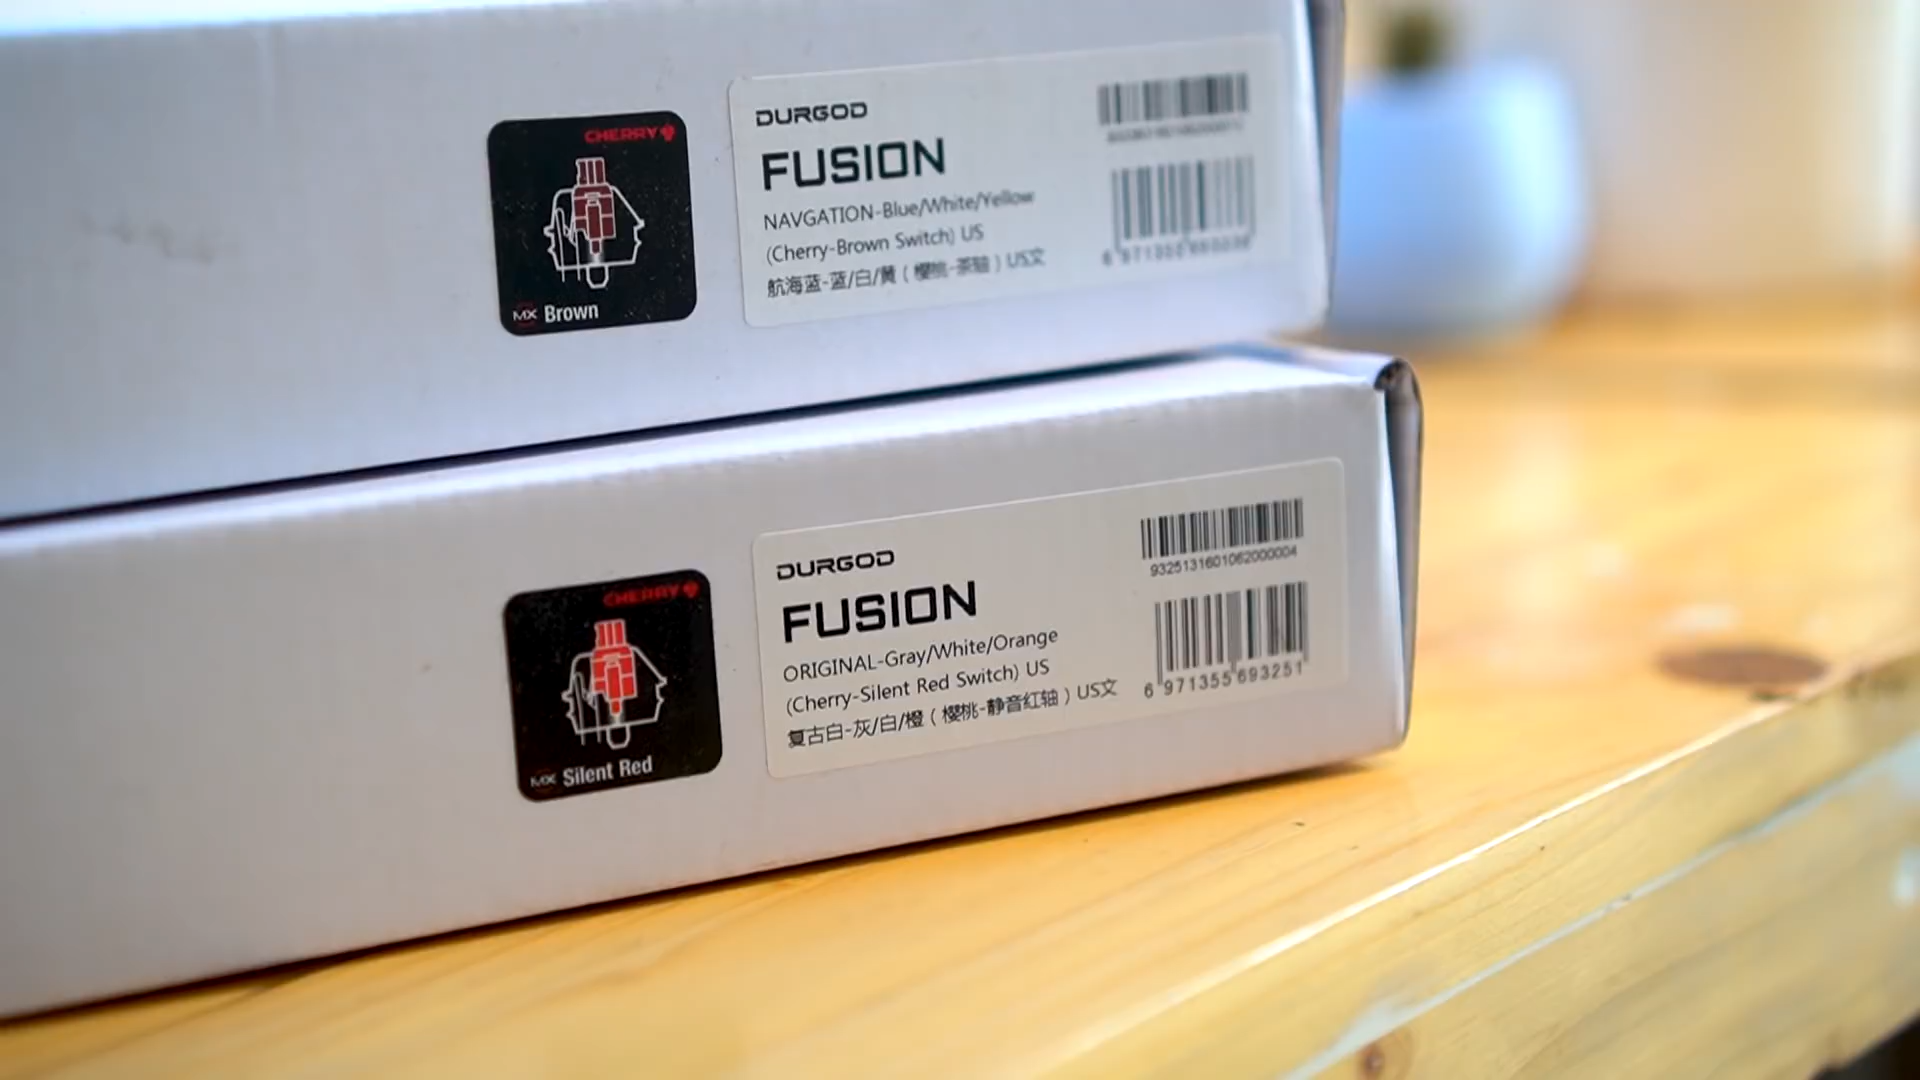 CHERRY
MX Brown
DURGOD
FUSION
NAVGATION-Blue/White/Yellow
(Cherry-Brown Switch) US
航海蓝-蓝/白/黄（樱桃-茶轴）US文
CHERRY
MX Silent Red
DURGOD
FUSION
ORIGINAL-Gray/White/Orange
(Cherry-Silent Red Switch) US
复古白-灰/白/橙（樱桃-静音红轴）US文
9325131601062000004
6 971355 693251